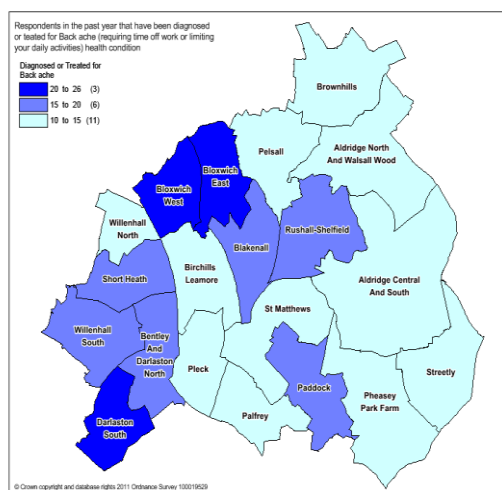 Respondents in the past year that have been diagnosed
or teated for Back ache (requiring time off work or limiting
your daily activities) health condition
Diagnosed or Treated for
Back ache
20 to 26 (3)
15 to 20 (6)
10 to 15 (11)
Brownhills
Pelsall
Aldridge North
And Walsall Wood
Bloxwich
East
Bloxwich
West
Willenhall
North
Blakenall
Rushall-Shelfield
Short Heath
Birchills
Leamore
Aldridge Central
And South
St Matthews
Willenhall
South
Bentley
And
Darlaston
North
Pleck
Paddock
Streetly
Pheasey
Park Farm
Palfrey
Darlaston
South
© Crown copyright and database rights 2011 Ordnance Survey 100019529